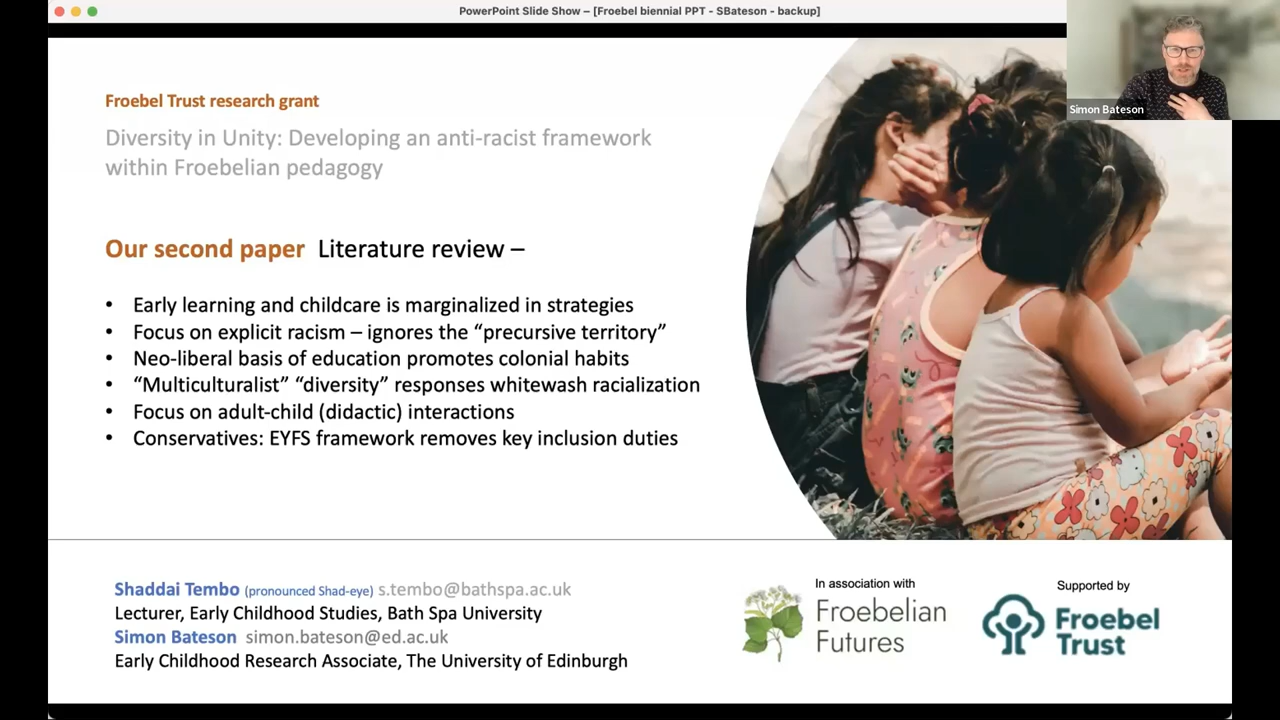 PowerPoint Slide Show – [Froebel biennial PPT - SBateson - backup]
Simon Bateson
Froebel Trust research grant
Diversity in Unity: Developing an anti-racist framework
within Froebelian pedagogy
Our second paper Literature review –
• Early learning and childcare is marginalized in strategies
• Focus on explicit racism – ignores the “precursive territory”
• Neo-liberal basis of education promotes colonial habits
• “Multiculturalist” “diversity” responses whitewash racialization
• Focus on adult-child (didactic) interactions
• Conservatives: EYFS framework removes key inclusion duties
Shaddai Tembo (pronounced Shad-eye) s.tembo@bathspa.ac.uk
Lecturer, Early Childhood Studies, Bath Spa University
Simon Bateson simon.bateson@ed.ac.uk
Early Childhood Research Associate, The University of Edinburgh
In association with
Froebelian
Futures
Supported by
Froebel
Trust